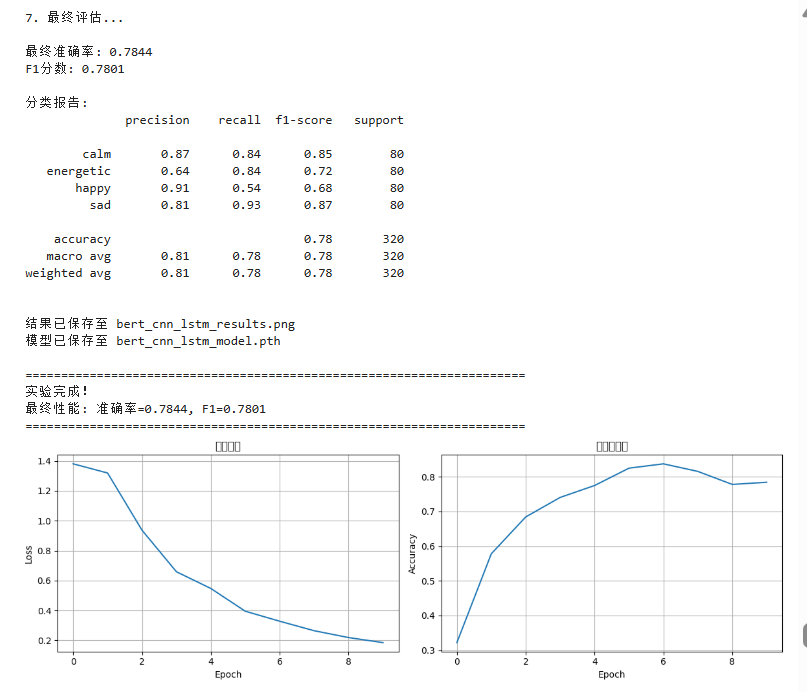 7. 最终评估...
最终准确率: 0.7844
F1分数: 0.7801
分类报告:
precision recall f1-score support
calm 0.87 0.84 0.85 80
energetic 0.64 0.84 0.72 80
happy 0.91 0.54 0.68 80
sad 0.81 0.93 0.87 80
accuracy 0.78 320
macro avg 0.81 0.78 0.78 320
weighted avg 0.81 0.78 0.78 320
结果已保存至 bert_cnn_lstm_results.png
模型已保存至 bert_cnn_lstm_model.pth
======================================================================
实验完成!
最终性能: 准确率=0.7844, F1=0.7801
======================================================================
□□□□
1.4
1.2
1.0
0.8
0.6
0.4
0.2
Loss
0 2 4 6 8
Epoch
□□□□□
0.8
0.7
0.6
0.5
0.4
0.3
Accuracy
0 2 4 6 8
Epoch